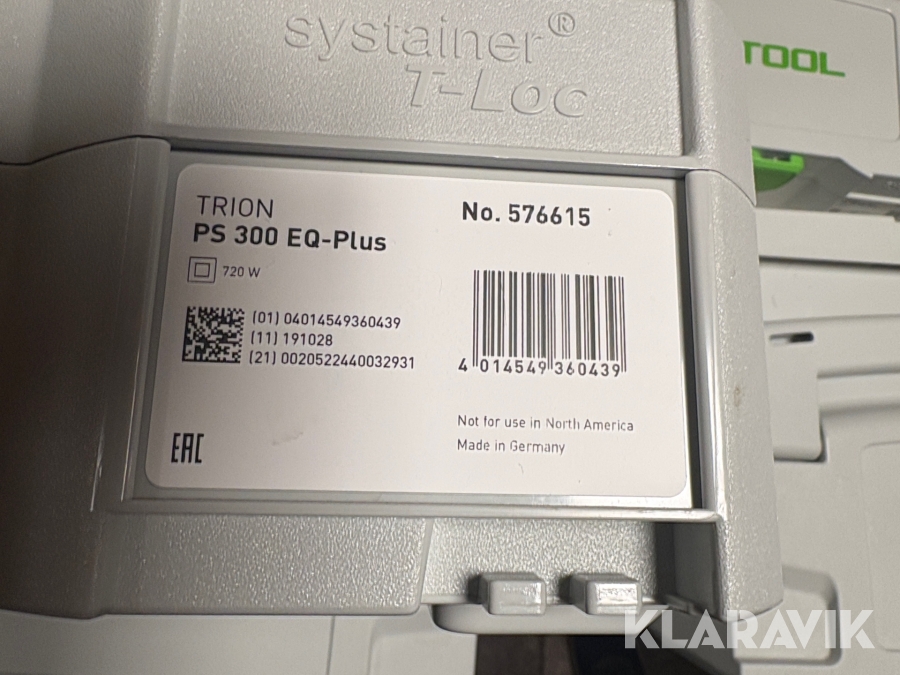 systainer®
T-Loc
TOOL
TRION
PS 300 EQ-Plus
720 W
No. 576615
(01) 04014549360439
(11) 191028
(21) 0020522440032931
4 014549 360439
Not for use in North America
Made in Germany
EAC
KLARAVIK